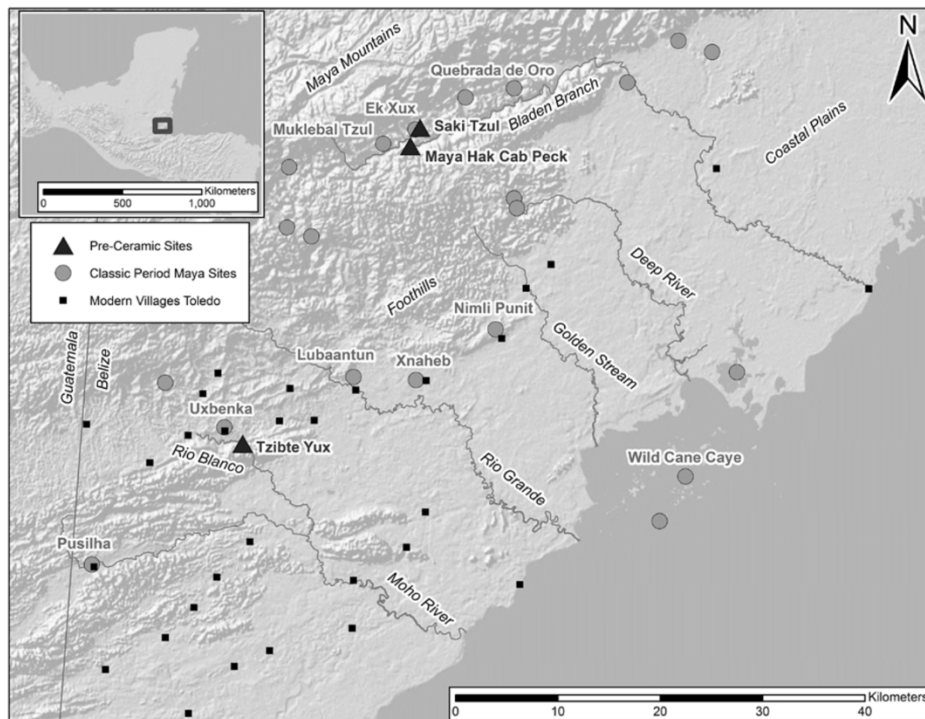 N
Maya Mountains
Quebrada de Oro
Ek Xux
Bladen Branch
Saki Tzul
Muklebal Tzul
Maya Hak Cab Peck
Coastal Plains
Kilometers
0 500 1,000
Pre-Ceramic Sites
Classic Period Maya Sites
Modern Villages Toledo
Foothills
Deep River
Nimli Punit
Golden Stream
Guatemala
Belize
Lubaantun
Xnaheb
Uxbenka
Tzibte Yux
Rio Blanco
Rio Grande
Wild Cane Caye
Pusilha
Moho River
Kilometers
0 10 20 30 40